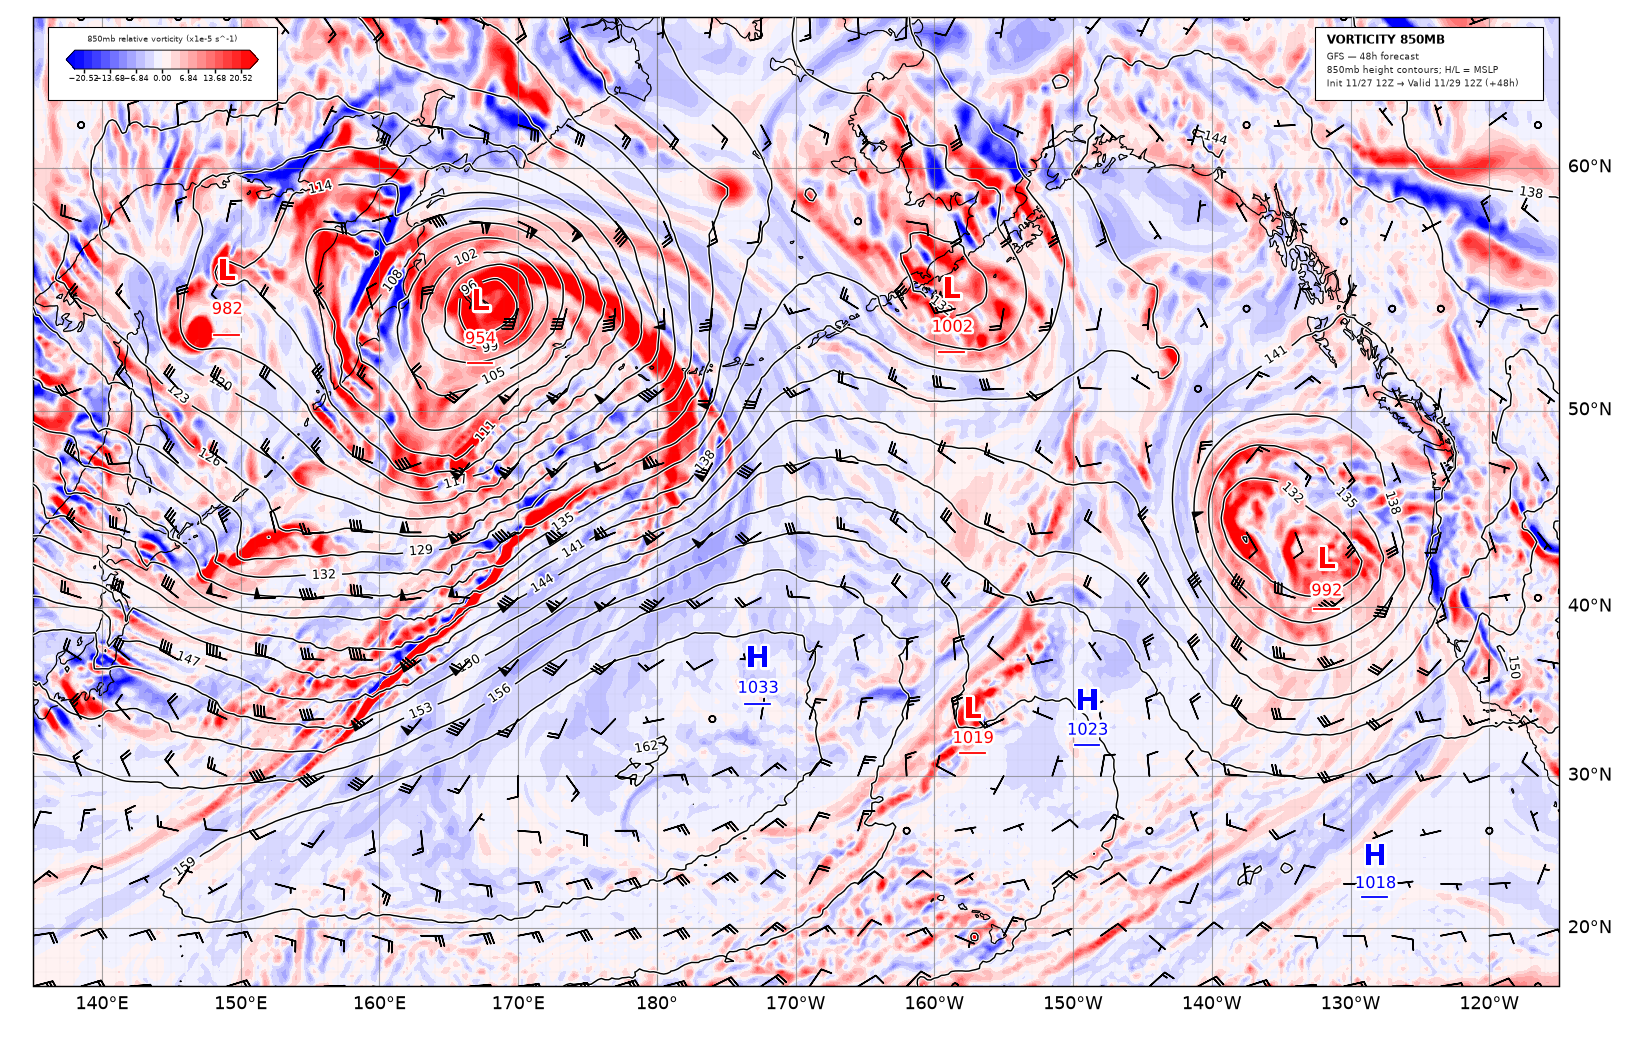 850mb relative vorticity (x1e-5 s^-1)
−20.52 −13.68 −6.84 0.00 6.84 13.68 20.52
VORTICITY 850MB
GFS — 48h forecast
850mb height contours; H/L = MSLP
Init 11/27 12Z → Valid 11/29 12Z (+48h)
144
60°N
114
138
102
L
108
L
982
96
L
L
954
137
1002
99
141
105
120
123
50°N
111
126
138
117
132
135
138
135
129
141
L
132
144
992
40°N
147
150
H
150
1033
156
H
153
L
1023
1019
162
30°N
159
H
1018
20°N
140°E 150°E 160°E 170°E 180° 170°W 160°W 150°W 140°W 130°W 120°W